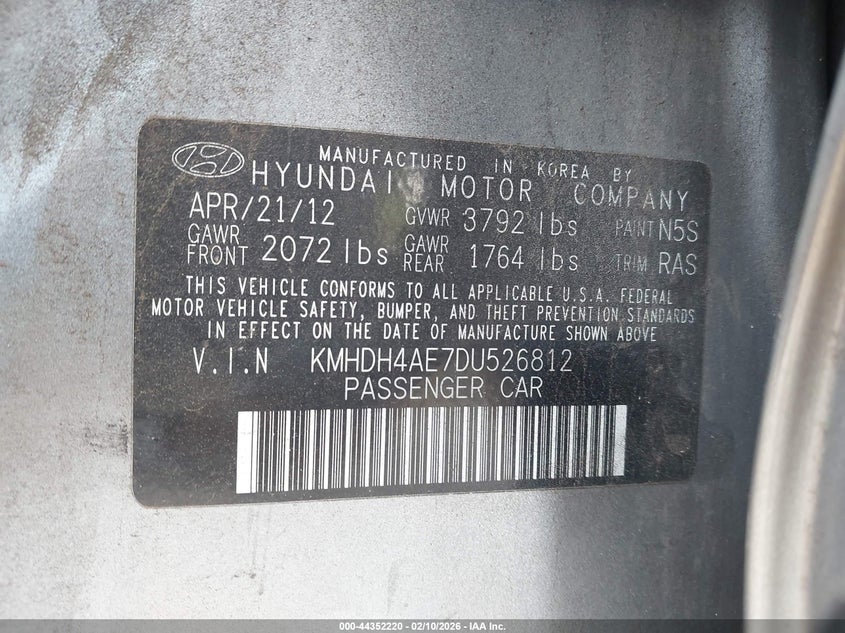 MANUFACTURED IN KOREA BY
HYUNDAI MOTOR COMPANY
APR/21/12 GVWR 3792 lbs PAINT N5S
GAWR FRONT 2072 lbs GAWR REAR 1764 lbs TRIM RAS
THIS VEHICLE CONFORMS TO ALL APPLICABLE U.S.A. FEDERAL
MOTOR VEHICLE SAFETY, BUMPER, AND THEFT PREVENTION STANDARDS
IN EFFECT ON THE DATE OF MANUFACTURE SHOWN ABOVE
V.I.N KMHDH4AE7DU526812
PASSENGER CAR
000-44352220 - 02/10/2026 - IAA Inc.